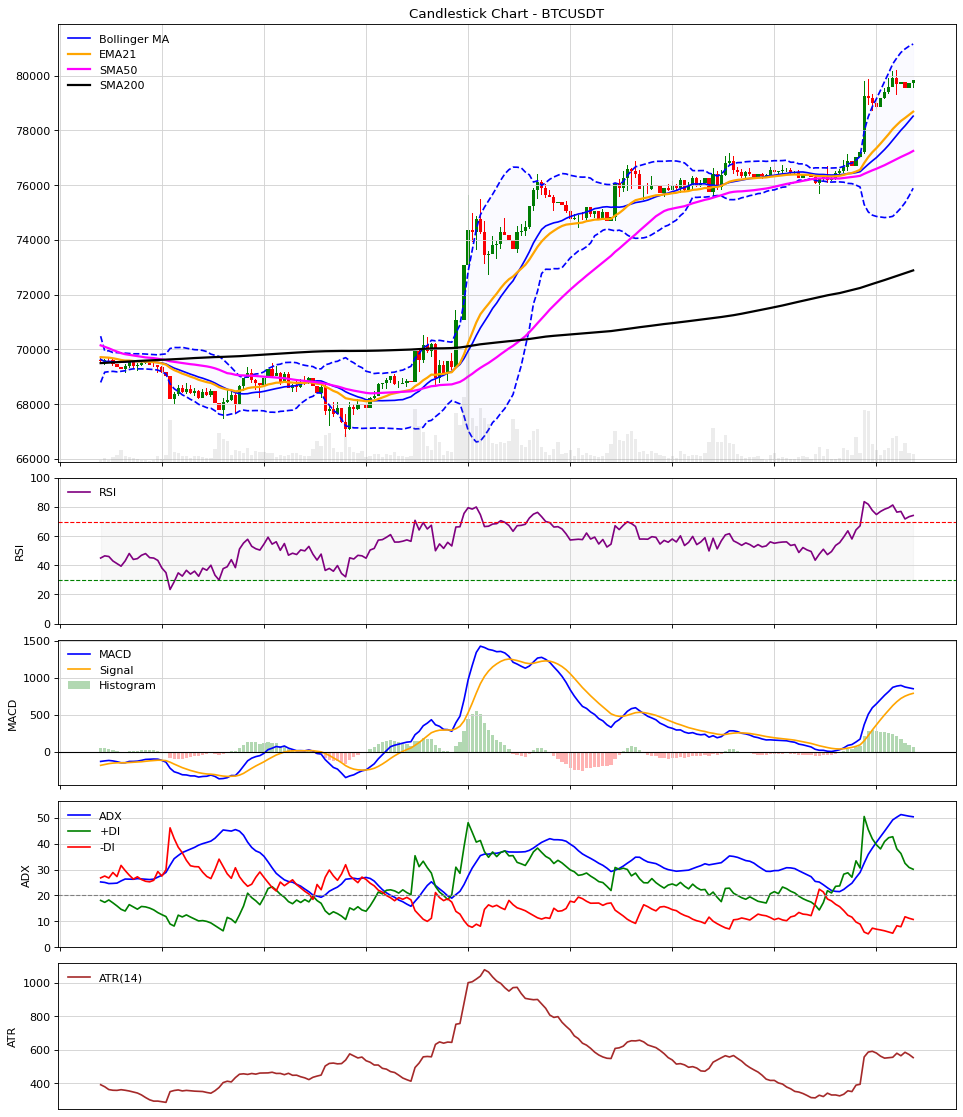 Candlestick Chart - BTCUSDT
Bollinger MA
EMA21
SMA50
SMA200
80000
78000
76000
74000
72000
70000
68000
66000
RSI
RSI
100
80
60
40
20
0
MACD
MACD
Signal
Histogram
1500
1000
500
0
ADX
ADX
+DI
-DI
50
40
30
20
10
0
ATR
ATR(14)
1000
800
600
400